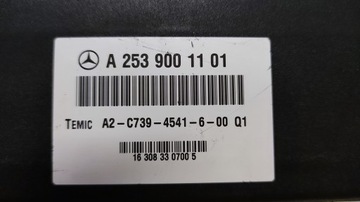 A 253 900 11 01
TEMIC A2-C739-4541-6-00 Q1
16 308 33 0700 5